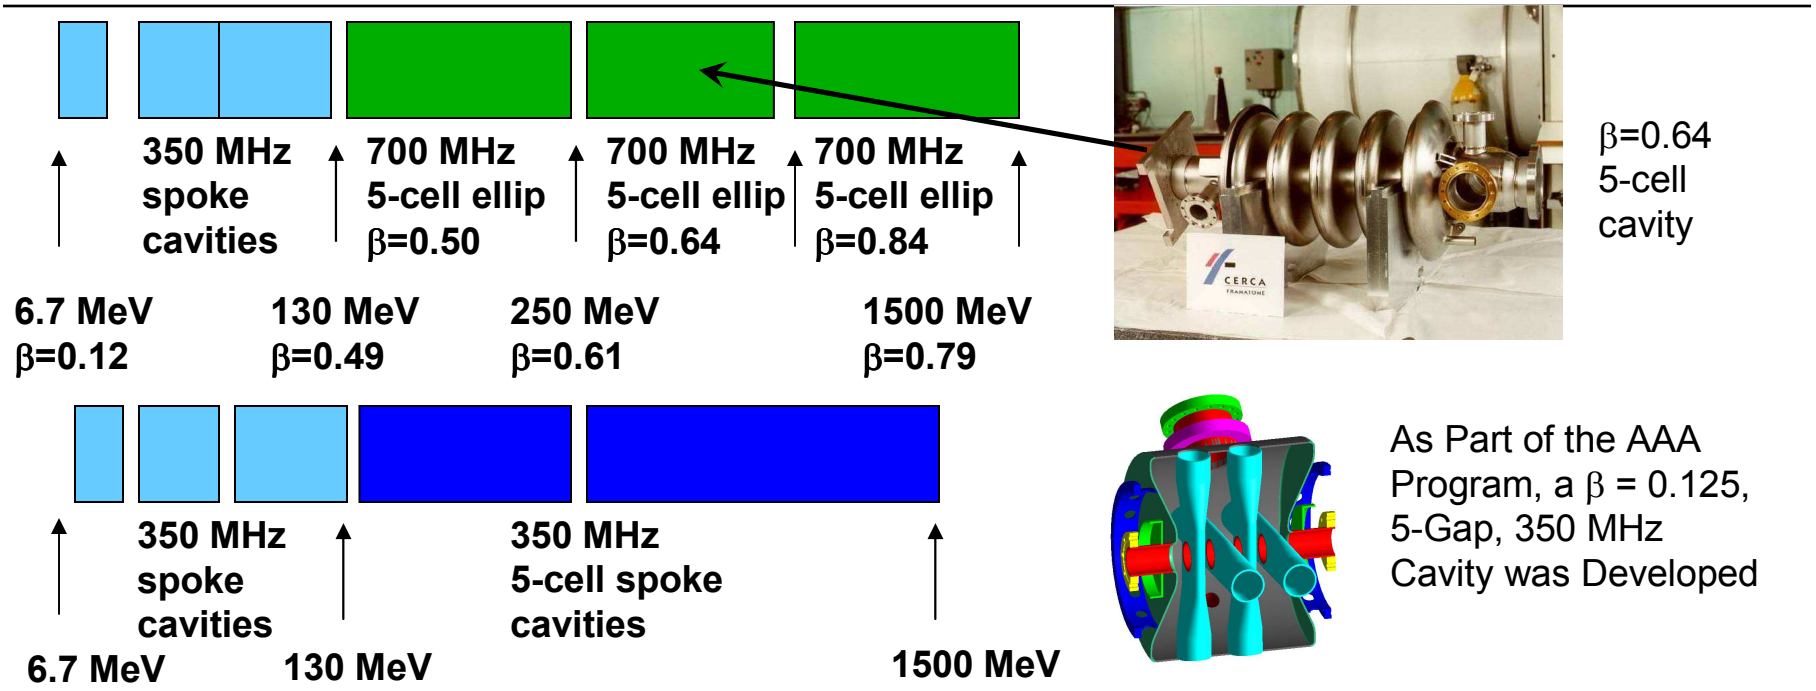 350 MHz
spoke
cavities
700 MHz
5-cell ellip
β=0.50
700 MHz
5-cell ellip
β=0.64
700 MHz
5-cell ellip
β=0.84
6.7 MeV
β=0.12
130 MeV
β=0.49
250 MeV
β=0.61
1500 MeV
β=0.79
CERCA
FRAMATOME
β=0.64
5-cell
cavity
350 MHz
spoke
cavities
350 MHz
5-cell spoke
cavities
6.7 MeV
130 MeV
1500 MeV
As Part of the AAA
Program, a β = 0.125,
5-Gap, 350 MHz
Cavity was Developed